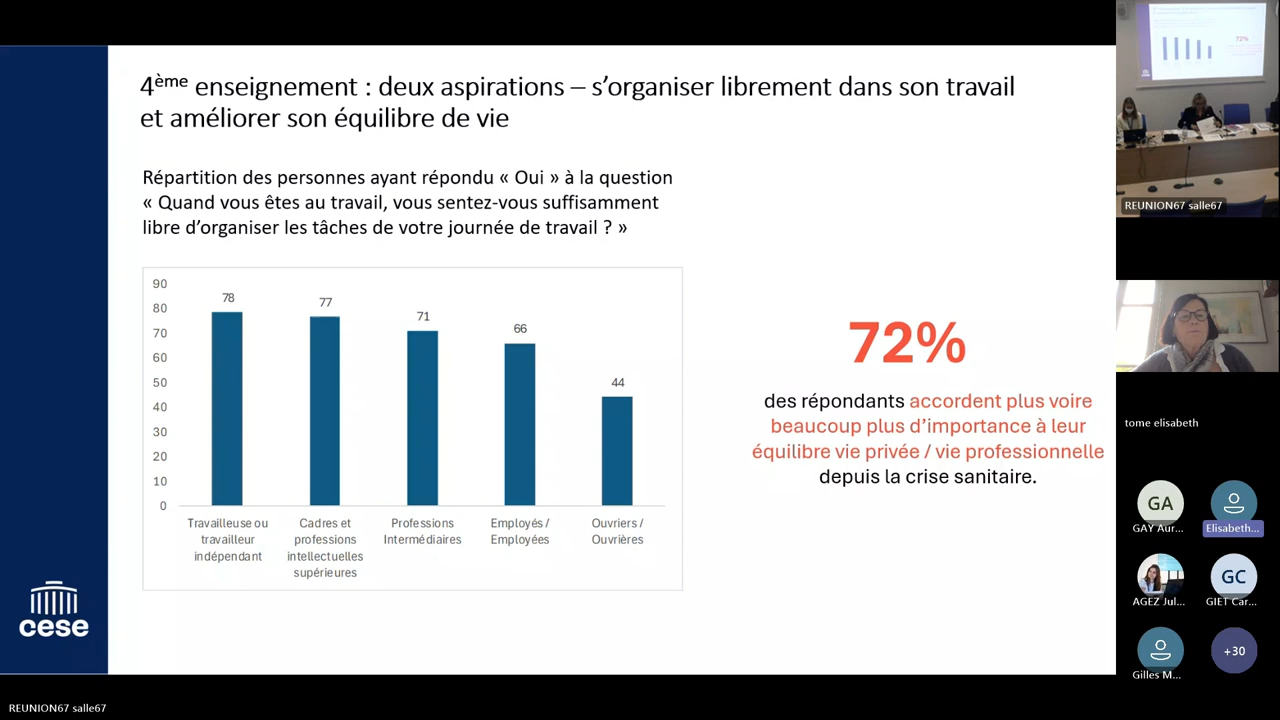 4ème enseignement : deux aspirations – s’organiser librement dans son travail
et améliorer son équilibre de vie
Répartition des personnes ayant répondu « Oui » à la question
« Quand vous êtes au travail, vous sentez-vous suffisamment
libre d’organiser les tâches de votre journée de travail ? »
90
80
70
60
50
40
30
20
10
0
78
77
71
66
44
Travailleuse ou
travailleur
indépendant
Cadres et
professions
intellectuelles
supérieures
Professions
Intermédiaires
Employés /
Employées
Ouvriers /
Ouvrières
72%
des répondants accordent plus voire
beaucoup plus d’importance à leur
équilibre vie privée / vie professionnelle
depuis la crise sanitaire.
cese
REUNION67 salle67
72%
REUNION67 salle67
tome elisabeth
GA
GAY Aur...
Elisabeth...
AGEZ Jul...
GC
GIET Car...
Gilles M...
+30